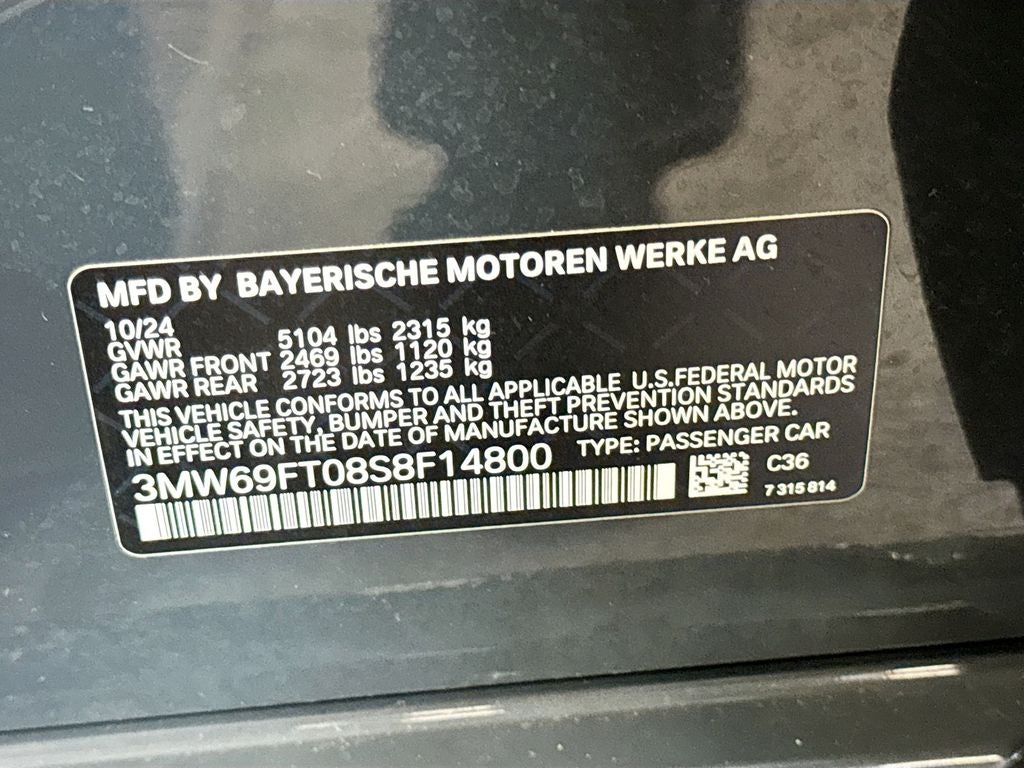 MFD BY BAYERISCHE MOTOREN WERKE AG
10/24
GVWR 5104 lbs 2315 kg
GAWR FRONT 2469 lbs 1120 kg
GAWR REAR 2723 lbs 1235 kg
THIS VEHICLE CONFORMS TO ALL APPLICABLE U.S.FEDERAL MOTOR
VEHICLE SAFETY, BUMPER AND THEFT PREVENTION STANDARDS
IN EFFECT ON THE DATE OF MANUFACTURE SHOWN ABOVE.
3MW69FT08S8F14800 TYPE: PASSENGER CAR
C36
7 315 814